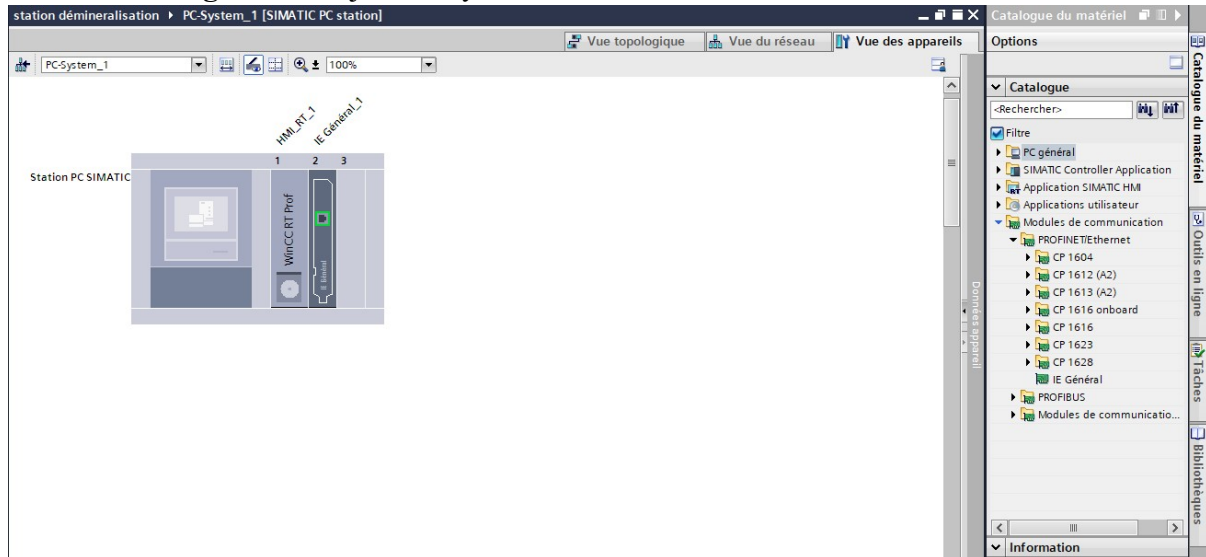 station démineralisation ▸ PC-System_1 [SIMATIC PC station]
Vue topologique
Vue du réseau
Vue des appareils
PC-System_1
100%
HMI_RT_1
IE Général_1
1 2 3
Station PC SIMATIC
WinCC RT Prof
IE Général
Données appareil
Catalogue du matériel
Options
Catalogue
<Rechercher>
Filtre
PC général
SIMATIC Controller Application
Application SIMATIC HMI
Applications utilisateur
Modules de communication
PROFINET/Ethernet
CP 1604
CP 1612 (A2)
CP 1613 (A2)
CP 1616 onboard
CP 1616
CP 1623
CP 1628
IE Général
PROFIBUS
Modules de communicatio...
Information
Catalogue du matériel
Outils en ligne
Tâches
Bibliothèques